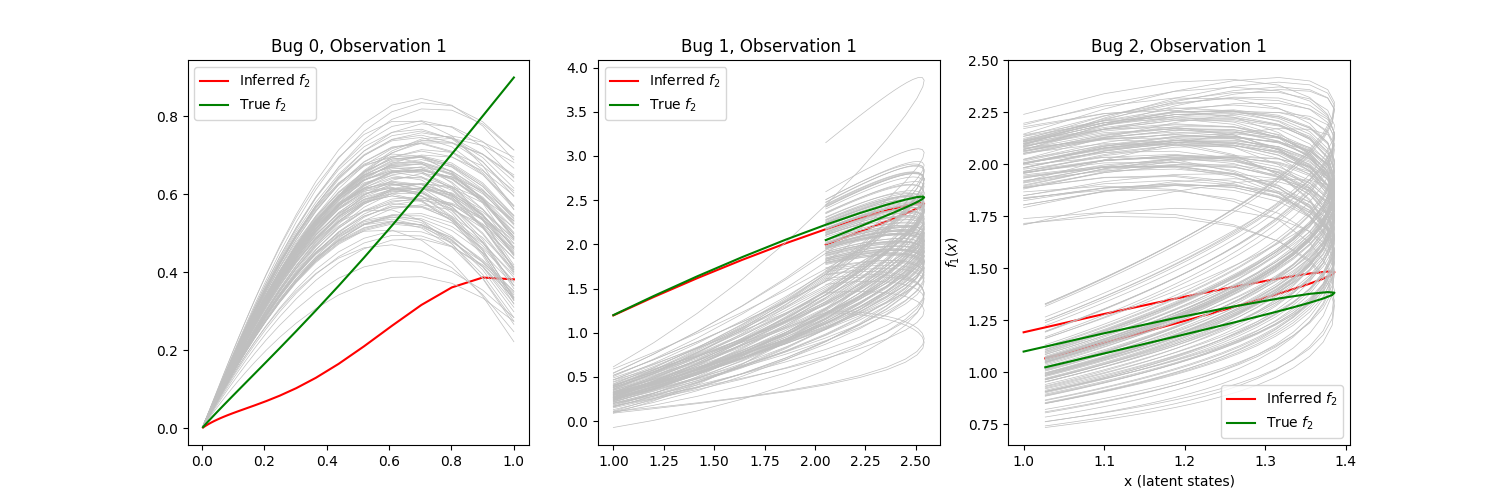 Bug 0, Observation 1
Inferred f₂
True f₂
0.8
0.6
0.4
0.2
0.0
0.0 0.2 0.4 0.6 0.8 1.0
Bug 1, Observation 1
Inferred f₂
True f₂
4.0
3.5
3.0
2.5
2.0
1.5
1.0
0.5
0.0
1.00 1.25 1.50 1.75 2.00 2.25 2.50
Bug 2, Observation 1
f₁(x)
2.50
2.25
2.00
1.75
1.50
1.25
1.00
0.75
Inferred f₂
True f₂
1.0 1.1 1.2 1.3 1.4
x (latent states)